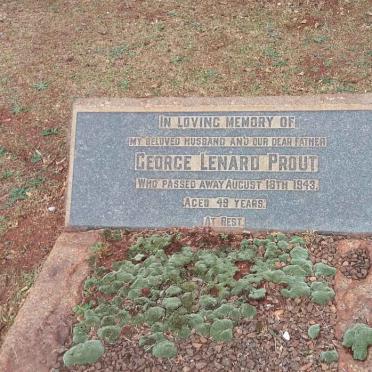 IN LOVING MEMORY OF
MY BELOVED HUSBAND AND OUR DEAR FATHER
GEORGE LENARD PROUT
WHO PASSED AWAY AUGUST 18TH 1943.
AGED 49 YEARS.
AT REST.